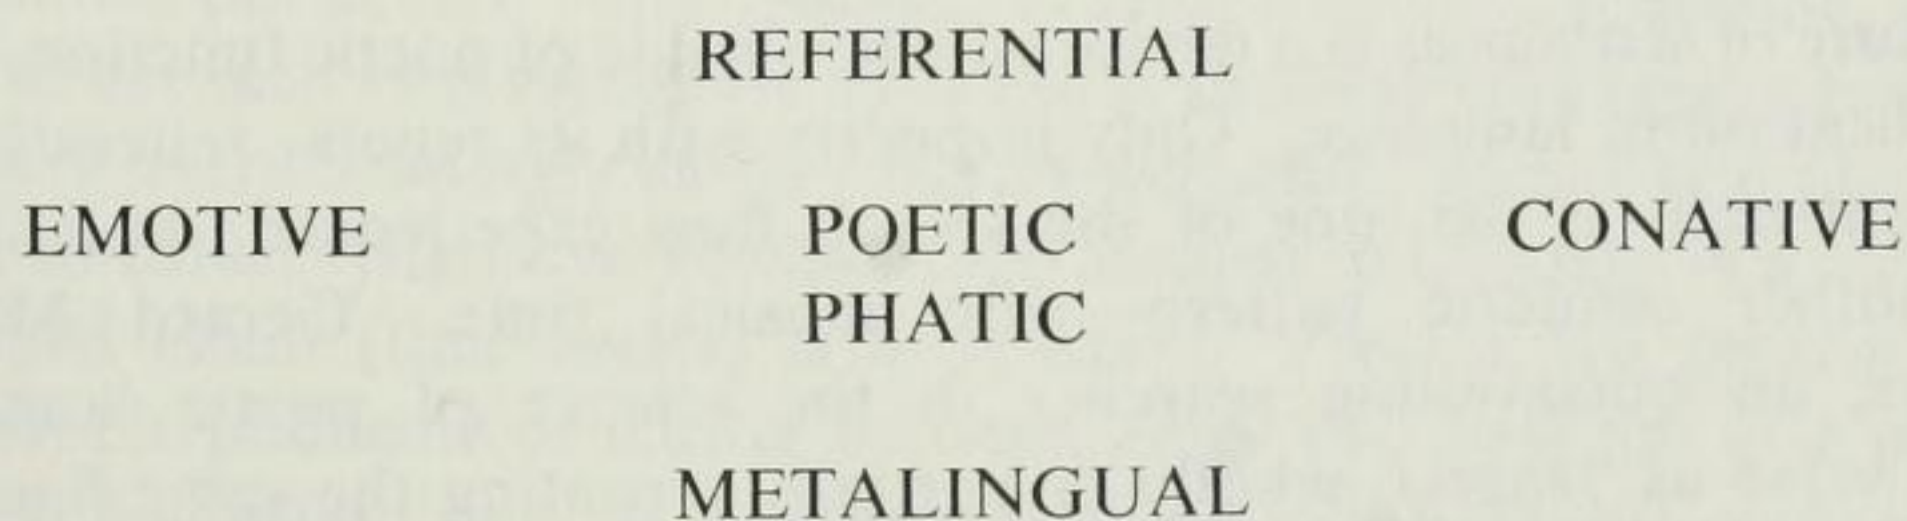 REFERENTIAL
EMOTIVE POETIC CONATIVE
PHATIC
METALINGUAL